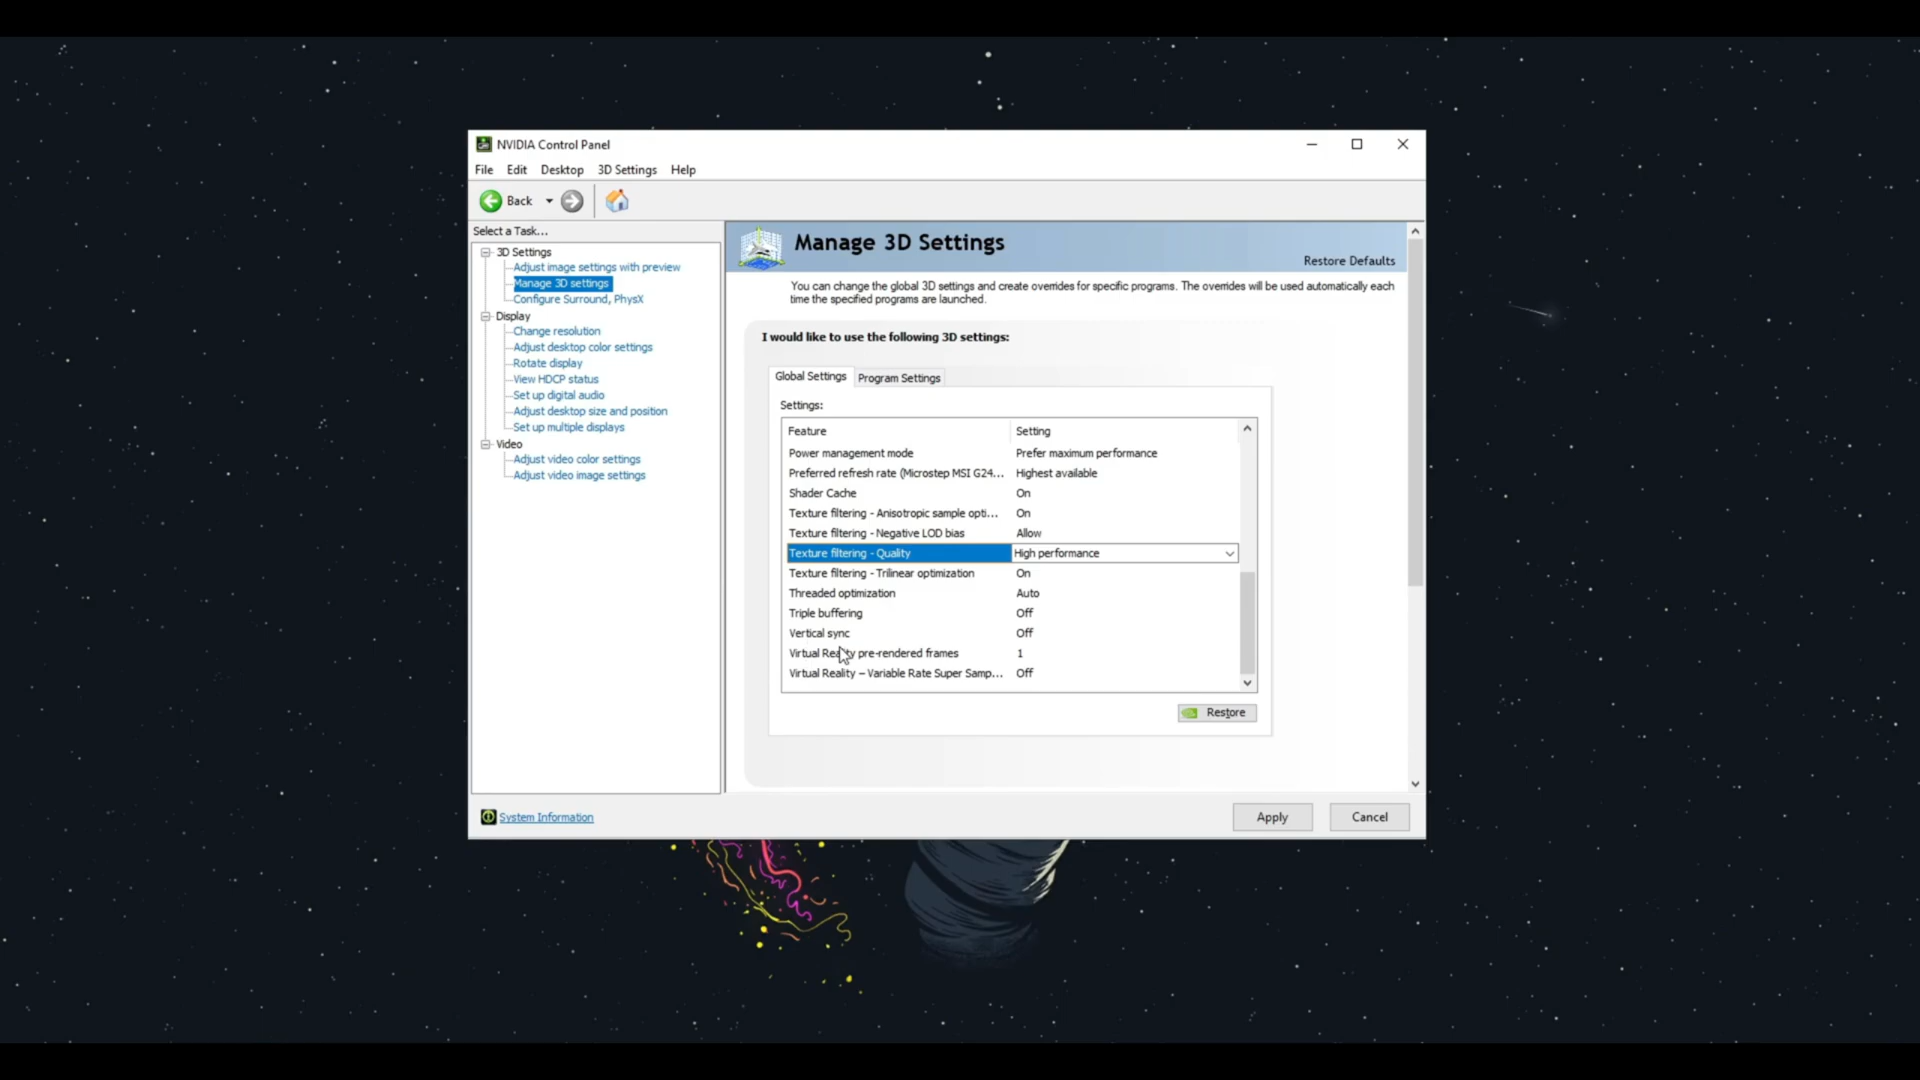 NVIDIA Control Panel
File Edit Desktop 3D Settings Help
Back
Select a Task...
3D Settings
Adjust image settings with preview
Manage 3D settings
Configure Surround, PhysX
Display
Change resolution
Adjust desktop color settings
Rotate display
View HDCP status
Set up digital audio
Adjust desktop size and position
Set up multiple displays
Video
Adjust video color settings
Adjust video image settings
System Information
Manage 3D Settings
Restore Defaults
You can change the global 3D settings and create overrides for specific programs. The overrides will be used automatically each
time the specified programs are launched.
I would like to use the following 3D settings:
Global Settings Program Settings
Settings:
Feature Setting
Power management mode Prefer maximum performance
Preferred refresh rate (Microstep MSI G24... Highest available
Shader Cache On
Texture filtering - Anisotropic sample opti... On
Texture filtering - Negative LOD bias Allow
Texture filtering - Quality High performance
Texture filtering - Trilinear optimization On
Threaded optimization Auto
Triple buffering Off
Vertical sync Off
Virtual Reality pre-rendered frames 1
Virtual Reality – Variable Rate Super Samp... Off
Restore
Apply Cancel